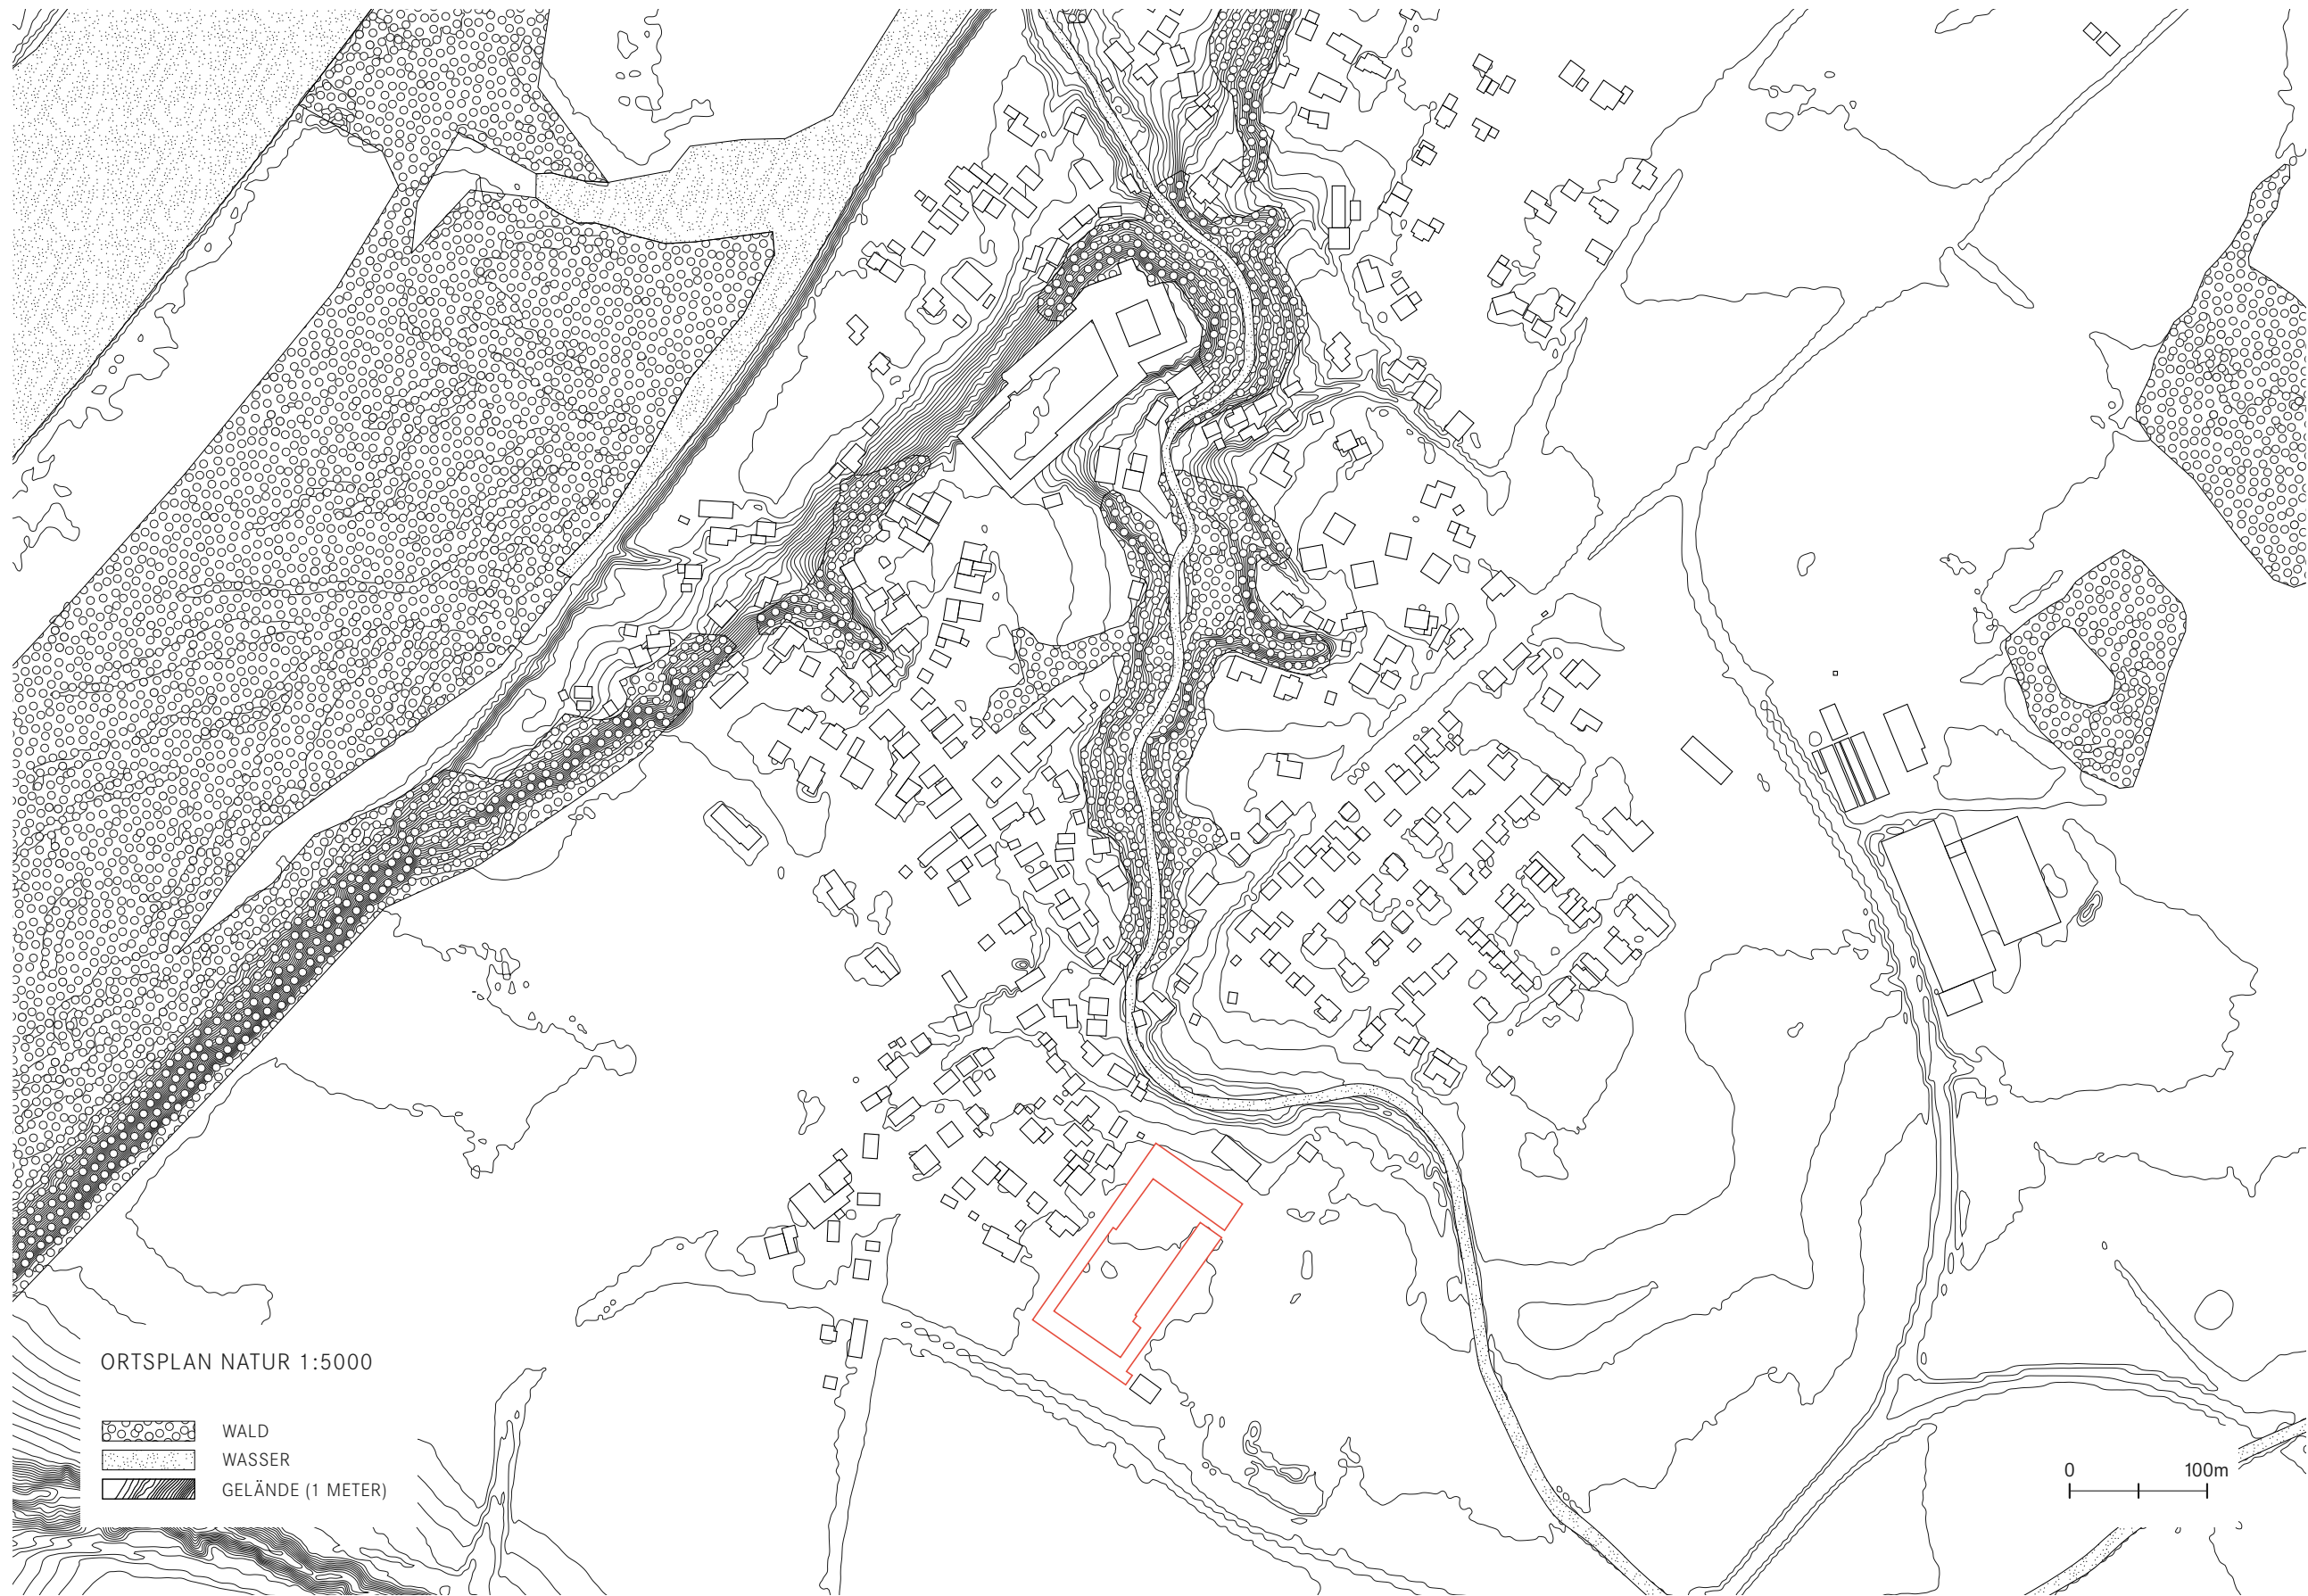 ORTSPLAN NATUR 1:5000
WALD
WASSER
GELÄNDE (1 METER)
0 100m